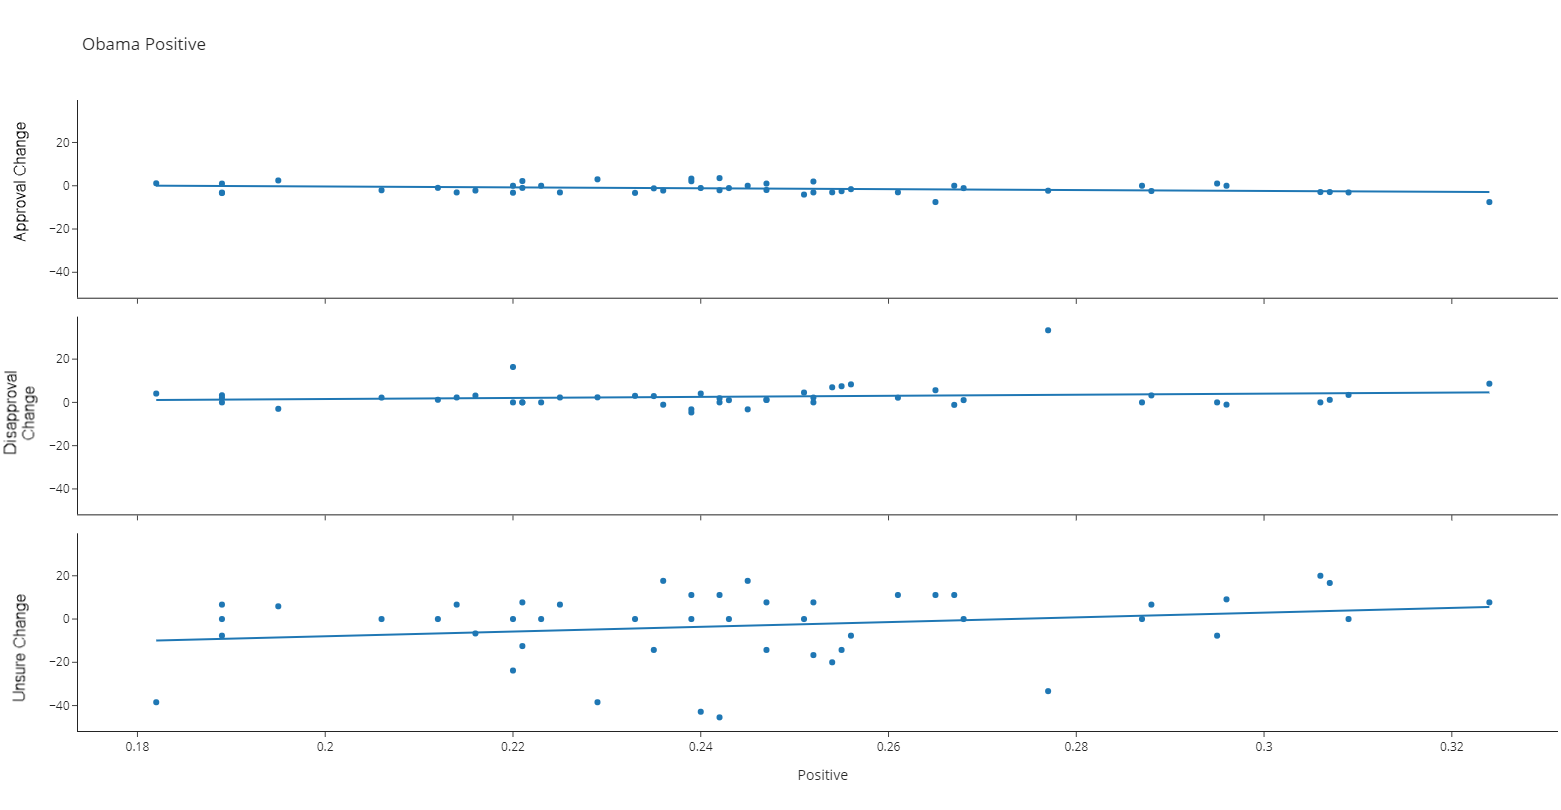 Obama Positive
Approval Change
20
0
−20
−40
Disapproval
Change
20
0
−20
−40
Unsure Change
20
0
−20
−40
0.18 0.2 0.22 0.24 0.26 0.28 0.3 0.32
Positive